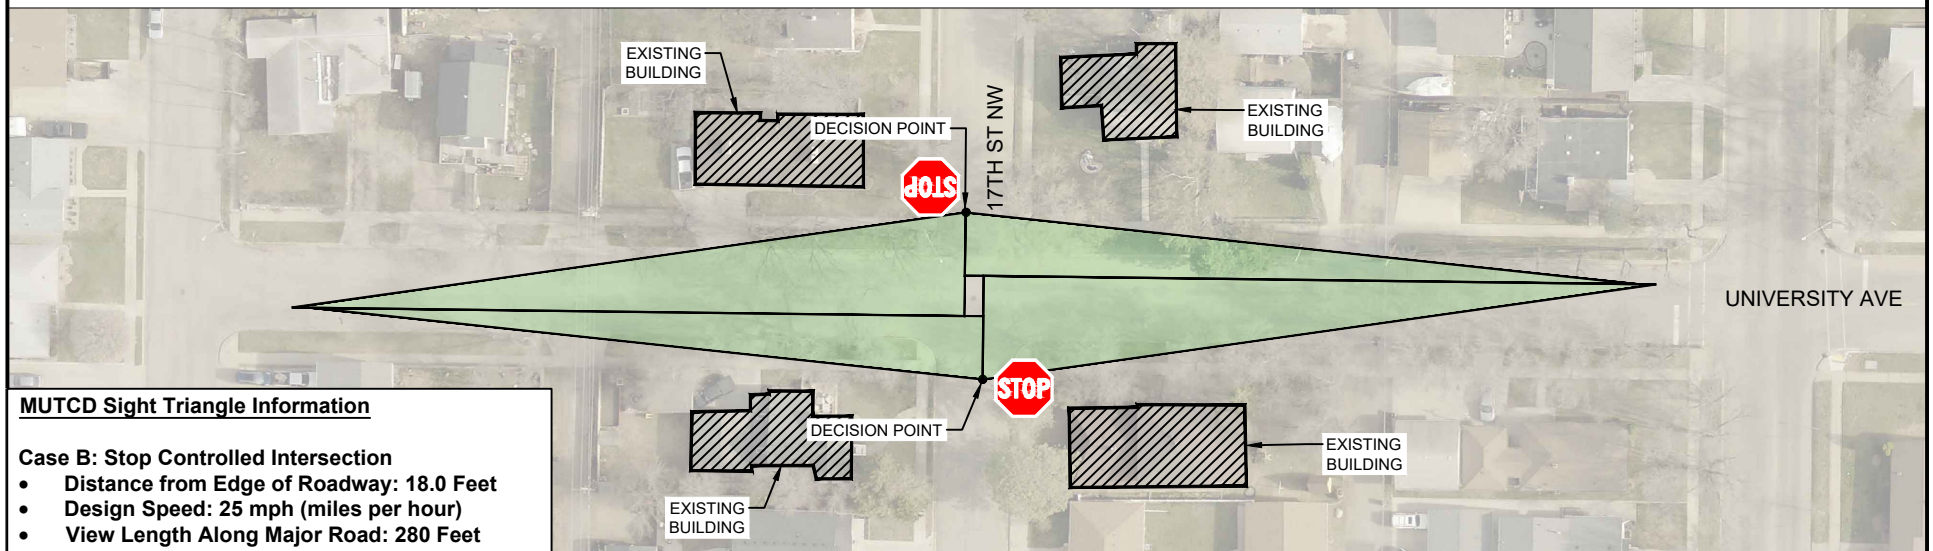 EXISTING
BUILDING
DECISION POINT
17TH ST NW
EXISTING
BUILDING
STOP
UNIVERSITY AVE
STOP
DECISION POINT
EXISTING
BUILDING
EXISTING
BUILDING
MUTCD Sight Triangle Information
Case B: Stop Controlled Intersection
• Distance from Edge of Roadway: 18.0 Feet
• Design Speed: 25 mph (miles per hour)
• View Length Along Major Road: 280 Feet